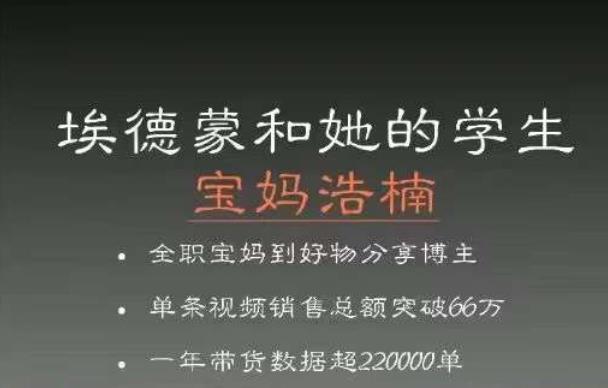 埃德蒙和她的学生
宝妈浩楠
• 全职宝妈到好物分享博主
• 单条视频销售总额突破66万
• 一年带货数据超220000单